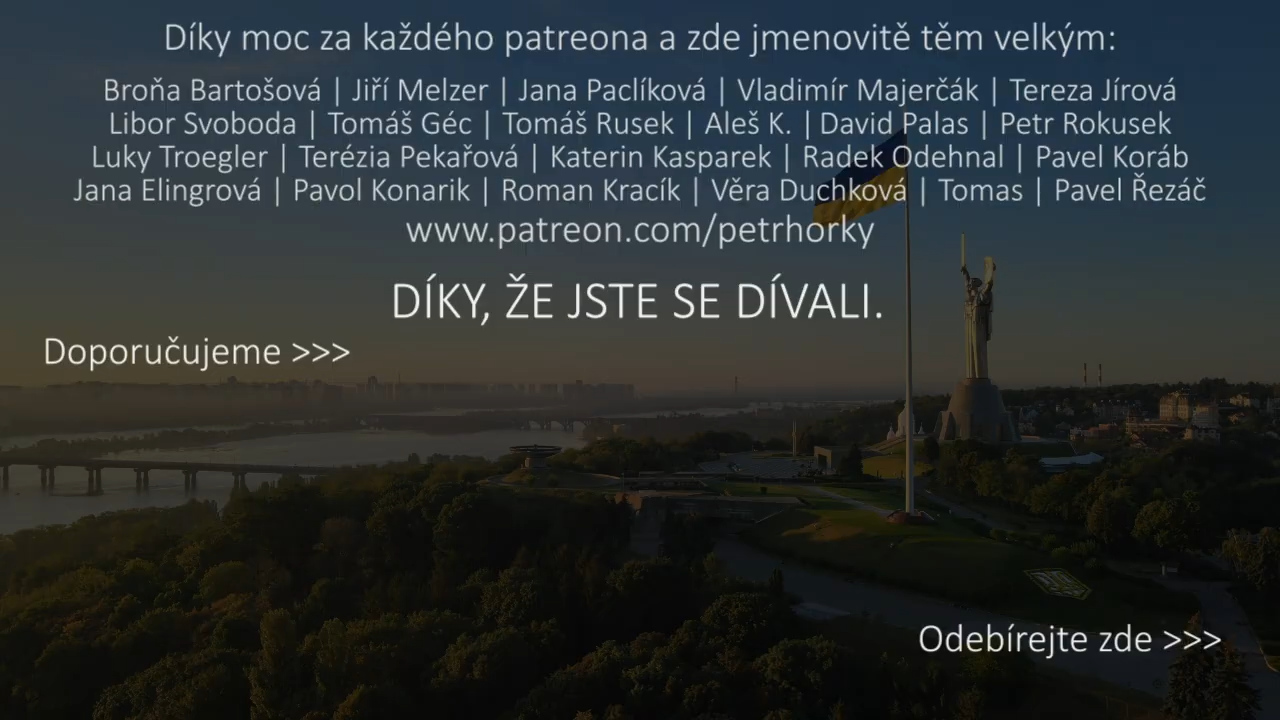 Díky moc za každého patreona a zde jmenovitě těm velkým:
Broňa Bartošová | Jiří Melzer | Jana Paclíková | Vladimír Majerčák | Tereza Jírová
Libor Svoboda | Tomáš Géc | Tomáš Rusek | Aleš K. | David Palas | Petr Rokusek
Luky Troegler | Terézia Pekařová | Katerin Kasparek | Radek Odehnal | Pavel Koráb
Jana Elingrová | Pavol Konarik | Roman Kracík | Věra Duchková | Tomas | Pavel Řezáč
www.patreon.com/petrhorky
DÍKY, ŽE JSTE SE DÍVALI.
Doporučujeme >>>
Odebírejte zde >>>